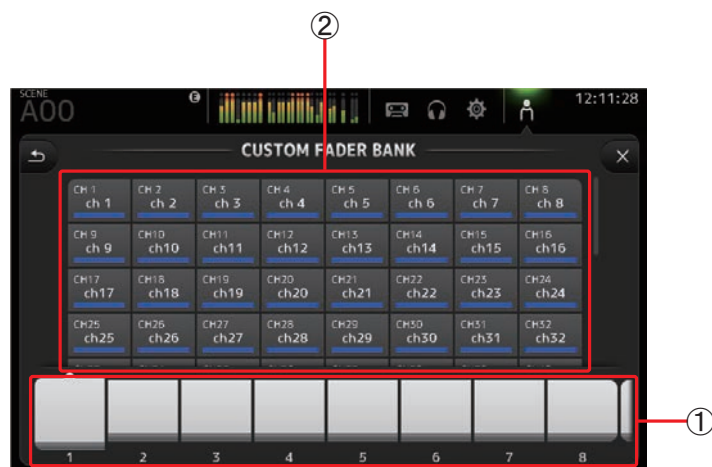 ②
SCENE
A00
E
12:11:28
CUSTOM FADER BANK
CH 1 CH 2 CH 3 CH 4 CH 5 CH 6 CH 7 CH 8
ch 1 ch 2 ch 3 ch 4 ch 5 ch 6 ch 7 ch 8
CH 9 CH10 CH11 CH12 CH13 CH14 CH15 CH16
ch 9 ch10 ch11 ch12 ch13 ch14 ch15 ch16
CH17 CH18 CH19 CH20 CH21 CH22 CH23 CH24
ch17 ch18 ch19 ch20 ch21 ch22 ch23 ch24
CH25 CH26 CH27 CH28 CH29 CH30 CH31 CH32
ch25 ch26 ch27 ch28 ch29 ch30 ch31 ch32
①
1 2 3 4 5 6 7 8